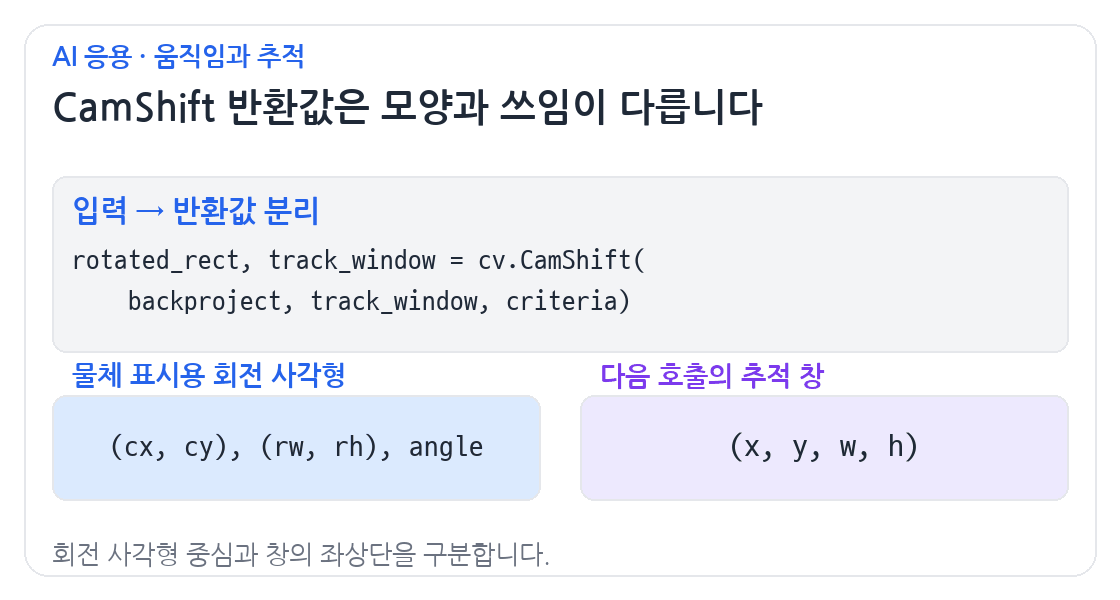 AI 응용 · 움직임과 추적
CamShift 반환값은 모양과 쓰임이 다릅니다
입력 → 반환값 분리
rotated_rect, track_window = cv.CamShift(
    backproject, track_window, criteria)
물체 표시용 회전 사각형
다음 호출의 추적 창
(cx, cy), (rw, rh), angle
(x, y, w, h)
회전 사각형 중심과 창의 좌상단을 구분합니다.